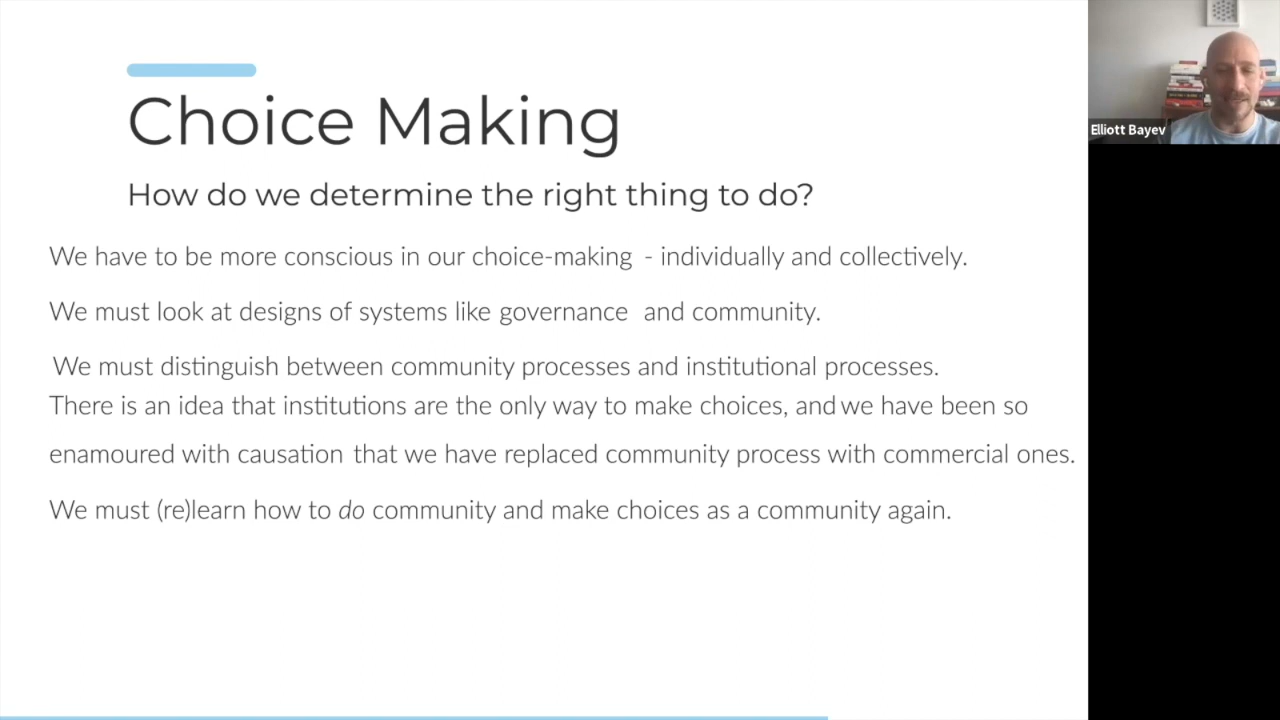 Choice Making
How do we determine the right thing to do?
We have to be more conscious in our choice-making - individually and collectively.
We must look at designs of systems like governance and community.
We must distinguish between community processes and institutional processes.
There is an idea that institutions are the only way to make choices, and we have been so
enamoured with causation that we have replaced community process with commercial ones.
We must (re)learn how to do community and make choices as a community again.
Elliott Bayev